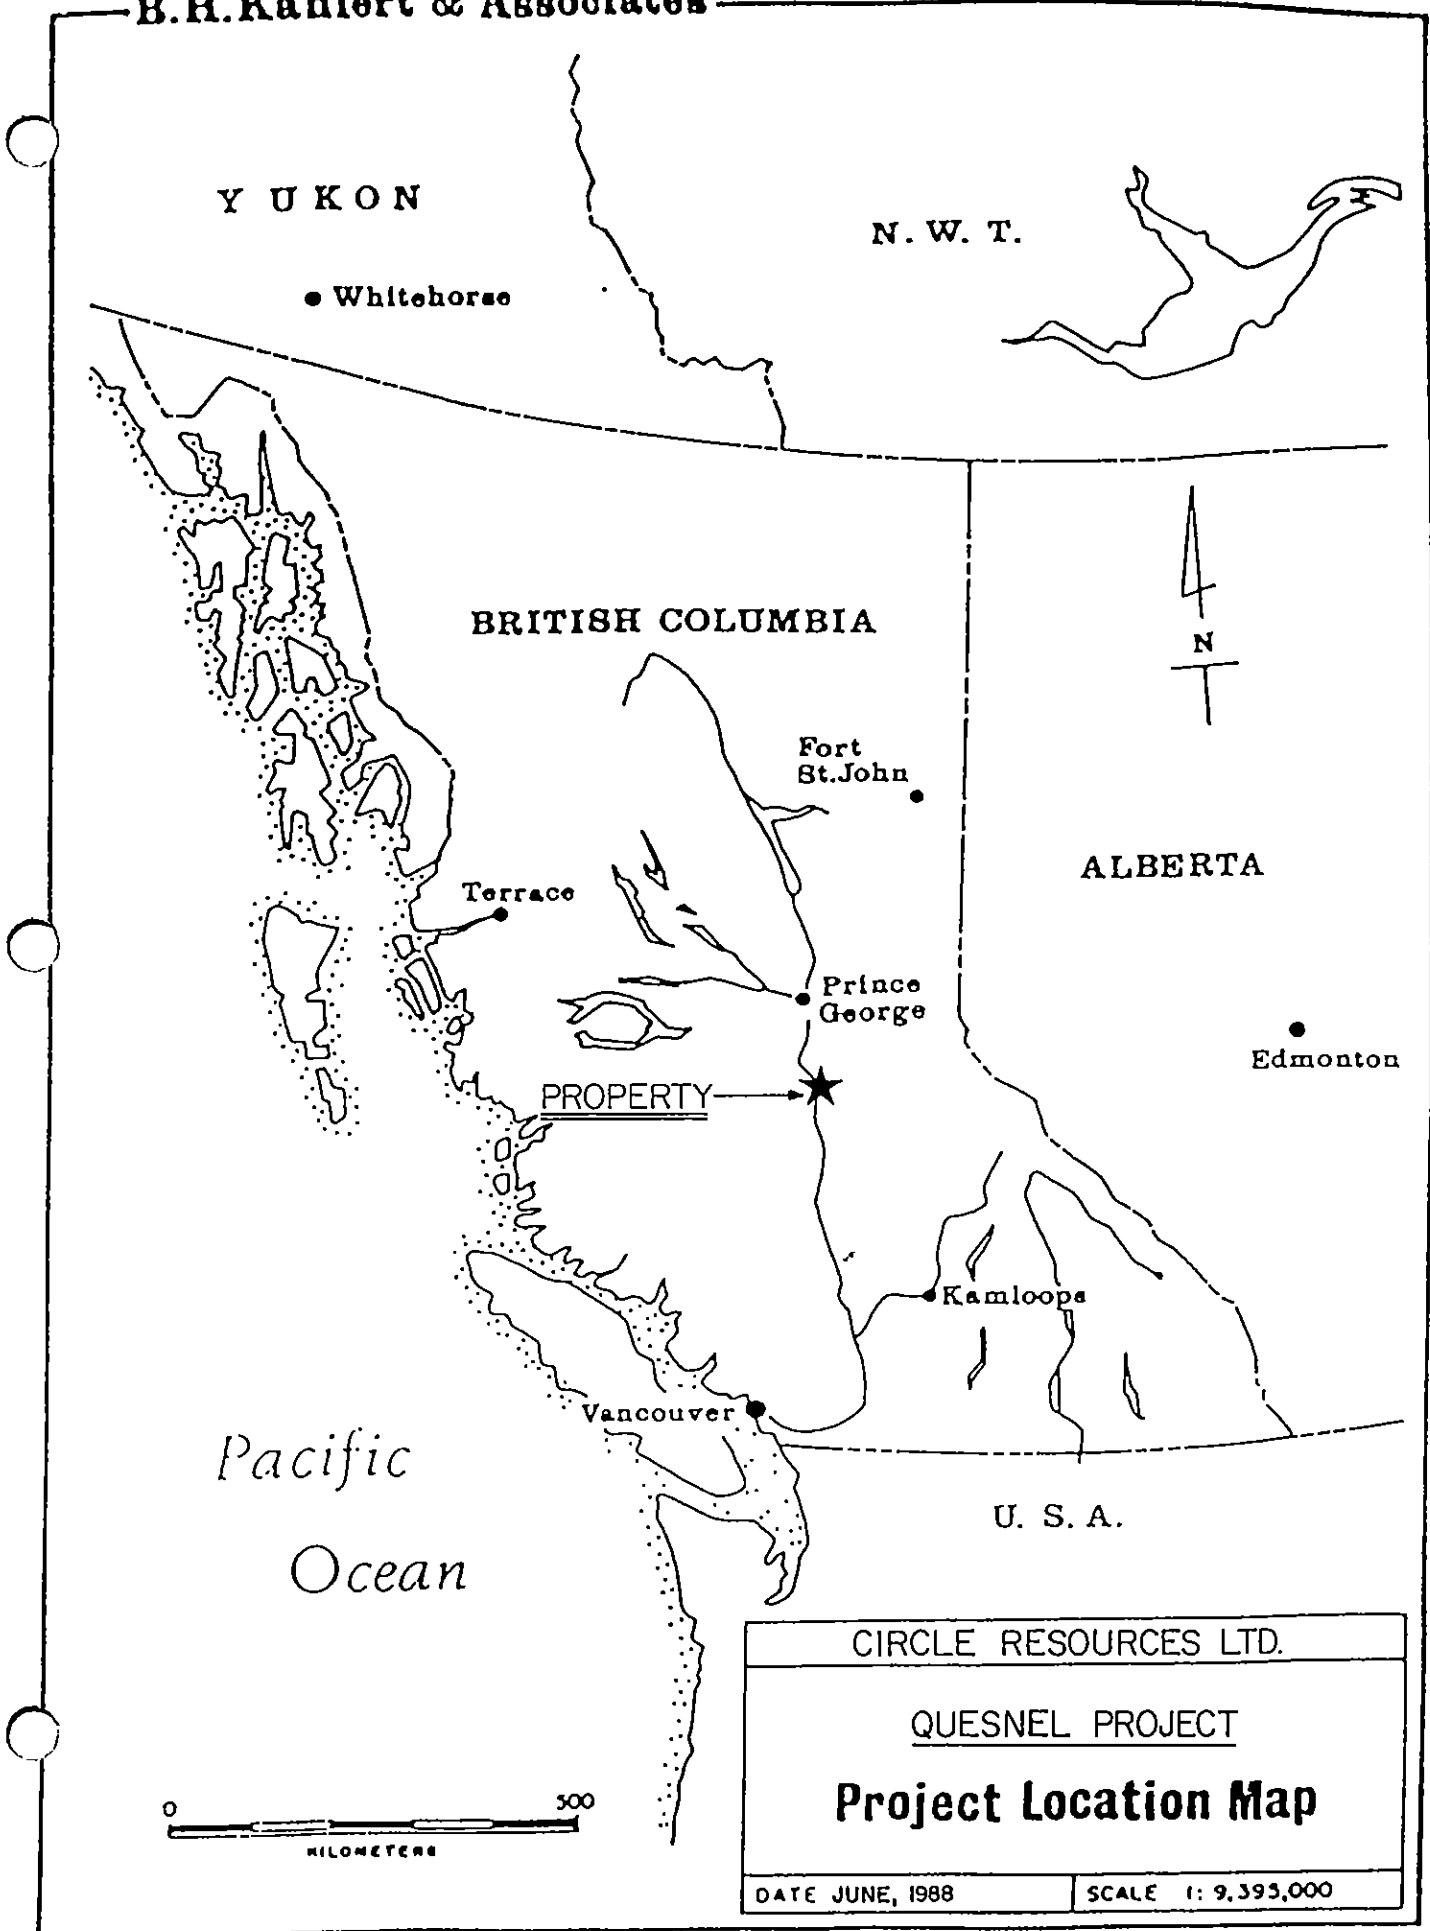 B.H.Kahlert & Associates
YUKON
N. W. T.
Whitehorse
BRITISH COLUMBIA
N
Fort
St.John
ALBERTA
Terrace
Prince
George
Edmonton
PROPERTY
Kamloops
Vancouver
Pacific
Ocean
U. S. A.
CIRCLE RESOURCES LTD.
QUESNEL PROJECT
Project Location Map
0 500
KILOMETERS
DATE JUNE, 1988
SCALE 1: 9,393,000